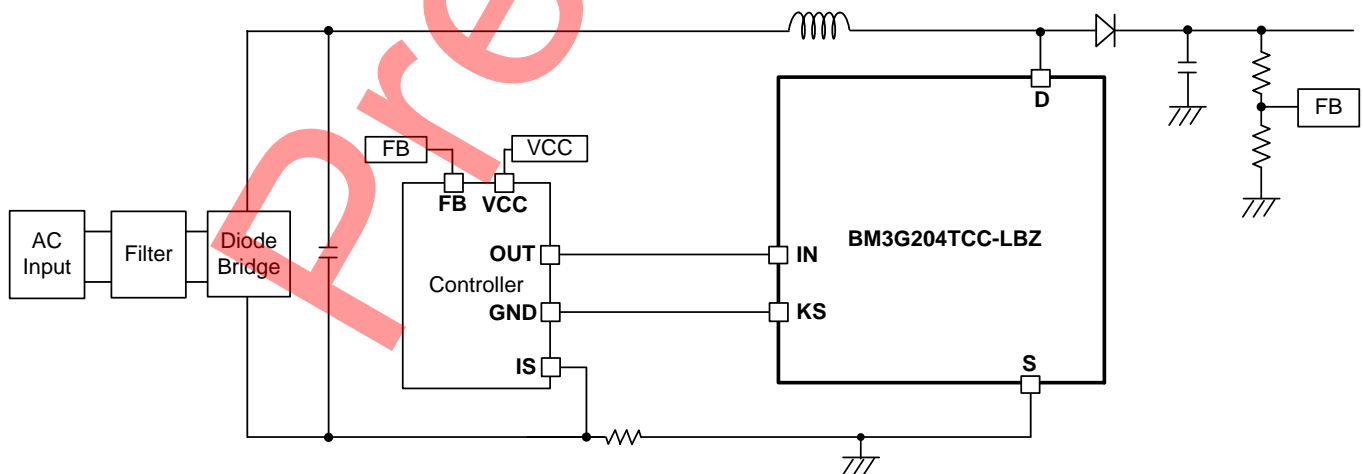 Pre
D
FB
FB
VCC
FB VCC
AC
Input
Filter
Diode
Bridge
OUT
Controller
GND
IS
IN
BM3G204TCC-LBZ
KS
S